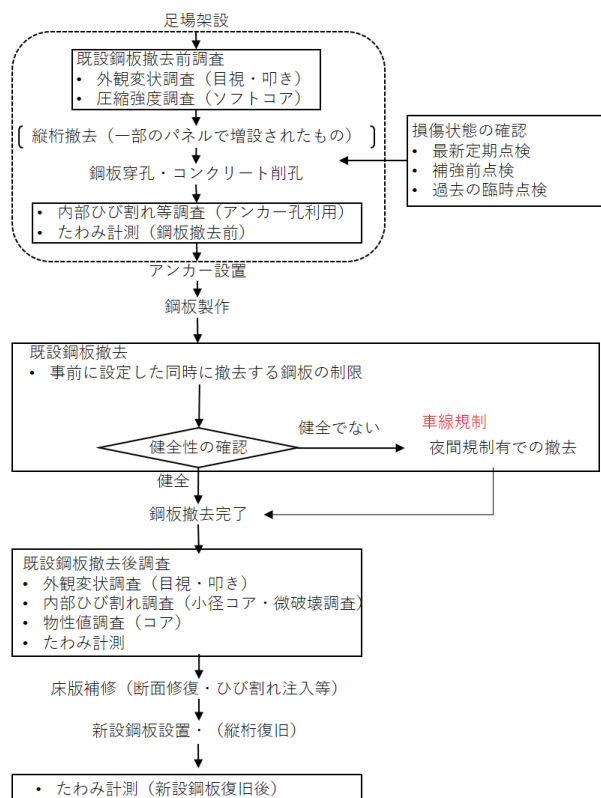 足場架設
既設鋼板撤去前調査
• 外観変状調査（目視・叩き）
• 圧縮強度調査（ソフトコア）
縦桁撤去（一部のパネルで増設されたもの）
損傷状態の確認
• 最新定期点検
• 補強前点検
• 過去の臨時点検
鋼板穿孔・コンクリート削孔
• 内部ひび割れ等調査（アンカー孔利用）
• たわみ計測（鋼板撤去前）
アンカー設置
鋼板製作
既設鋼板撤去
• 事前に設定した同時に撤去する鋼板の制限
健全性の確認
健全でない
車線規制
夜間規制有での撤去
健全
鋼板撤去完了
既設鋼板撤去後調査
• 外観変状調査（目視・叩き）
• 内部ひび割れ調査（小径コア・微破壊調査）
• 物性値調査（コア）
• たわみ計測
床版補修（断面修復・ひび割れ注入等）
新設鋼板設置・（縦桁復旧）
• たわみ計測（新設鋼板復旧後）